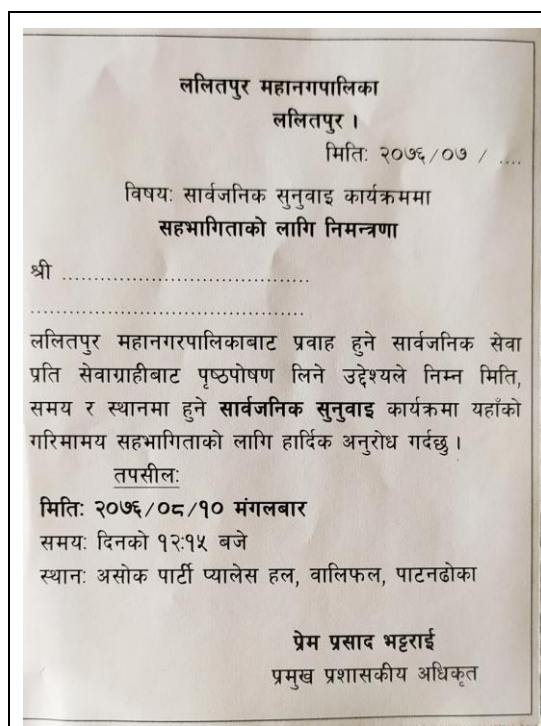 ललितपुर महानगपालिका
ललितपुर ।
मिति: २०७६/०७ / ....
विषय: सार्वजनिक सुनुवाइ कार्यक्रममा
सहभागिताको लागि निमन्त्रणा
श्री ....................................
........................................
ललितपुर महानगरपालिकाबाट प्रवाह हुने सार्वजनिक सेवा
प्रति सेवाग्राहीबाट पृष्ठपोषण लिने उद्देश्यले निम्न मिति,
समय र स्थानमा हुने सार्वजनिक सुनुवाइ कार्यक्रमा यहाँको
गरिमामय सहभागिताको लागि हार्दिक अनुरोध गर्दछु ।
तपसील:
मिति: २०७६/०८/१० मंगलबार
समय: दिनको १२:१५ बजे
स्थान: असोक पार्टी प्यालेस हल, वालिफल, पाटनढोका
प्रेम प्रसाद भट्टराई
प्रमुख प्रशासकीय अधिकृत